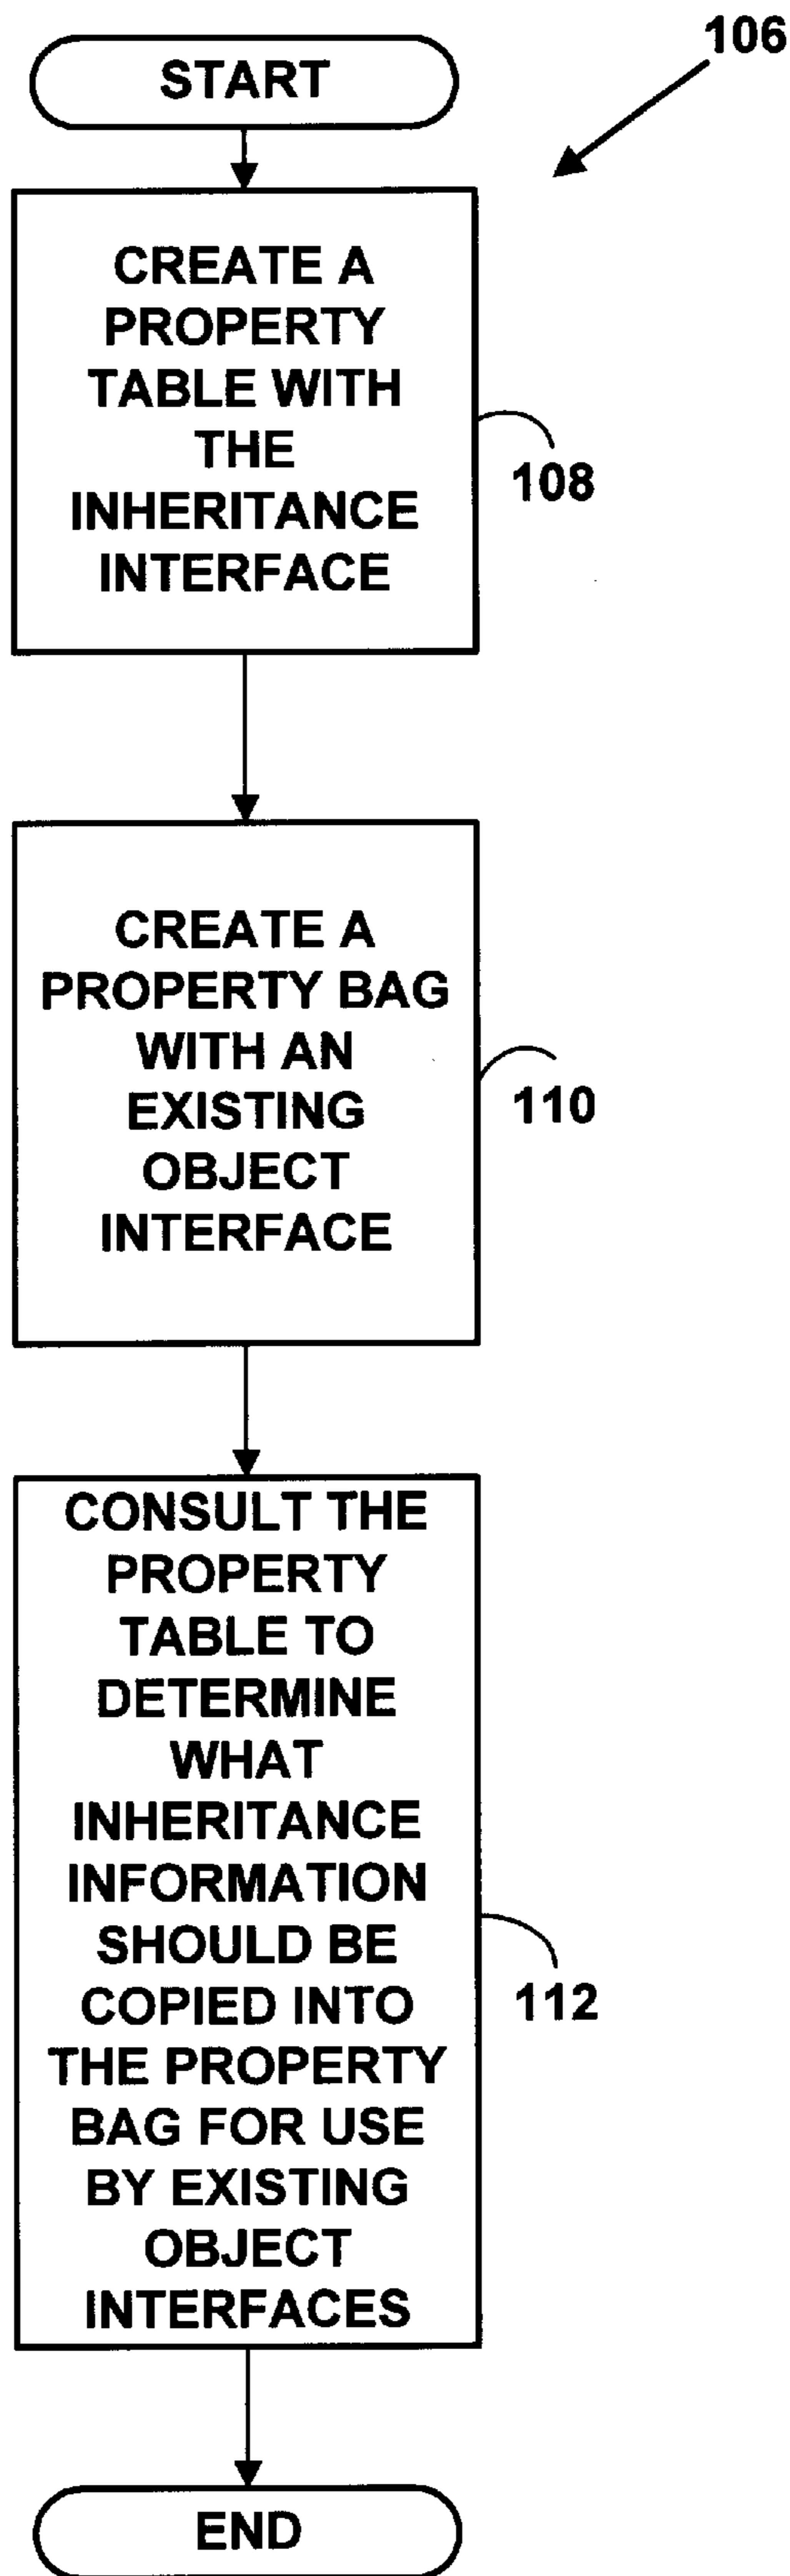 106
START
CREATE A
PROPERTY
TABLE WITH
THE
INHERITANCE
INTERFACE
108
CREATE A
PROPERTY BAG
WITH AN
EXISTING
OBJECT
INTERFACE
110
CONSULT THE
PROPERTY
TABLE TO
DETERMINE
WHAT
INHERITANCE
INFORMATION
SHOULD BE
COPIED INTO
THE PROPERTY
BAG FOR USE
BY EXISTING
OBJECT
INTERFACES
112
END